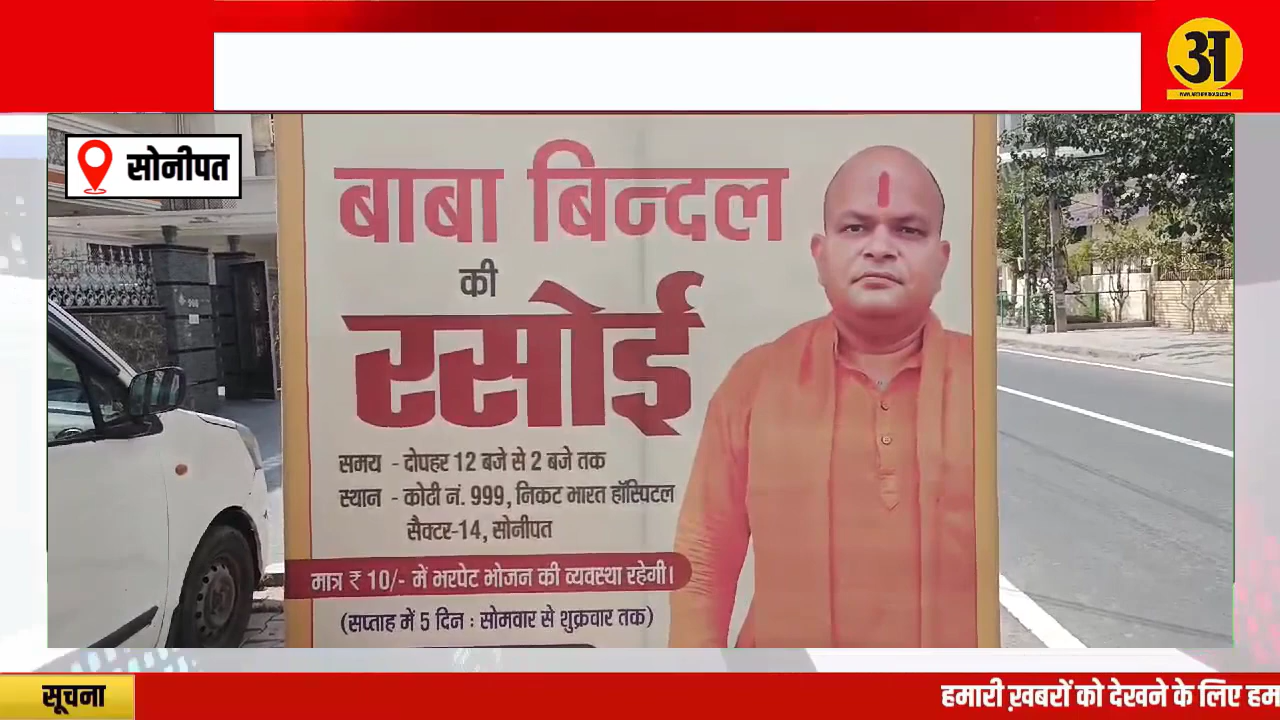 अ
सोनीपत
बाबा बिन्दल
की
रसोई
समय - दोपहर 12 बजे से 2 बजे तक
स्थान - कोठी नं. 999, निकट भारत हॉस्पिटल
सैक्टर-14, सोनीपत
मात्र ₹ 10/- में भरपेट भोजन की व्यवस्था रहेगी।
(सप्ताह में 5 दिन : सोमवार से शुक्रवार तक)
सूचना
हमारी ख़बरों को देखने के लिए हम